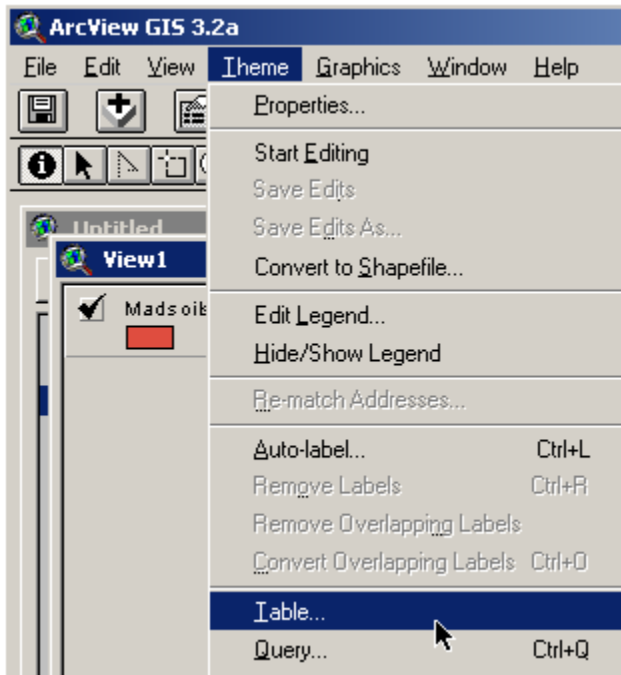 ArcView GIS 3.2a
File Edit View Theme Graphics Window Help
Properties...
Start Editing
Save Edits
Save Edits As...
Convert to Shapefile...
Edit Legend...
Hide/Show Legend
Re-match Addresses...
Auto-label... Ctrl+L
Remove Labels Ctrl+R
Remove Overlapping Labels
Convert Overlapping Labels Ctrl+O
Table...
Query... Ctrl+Q
Untitled
View1